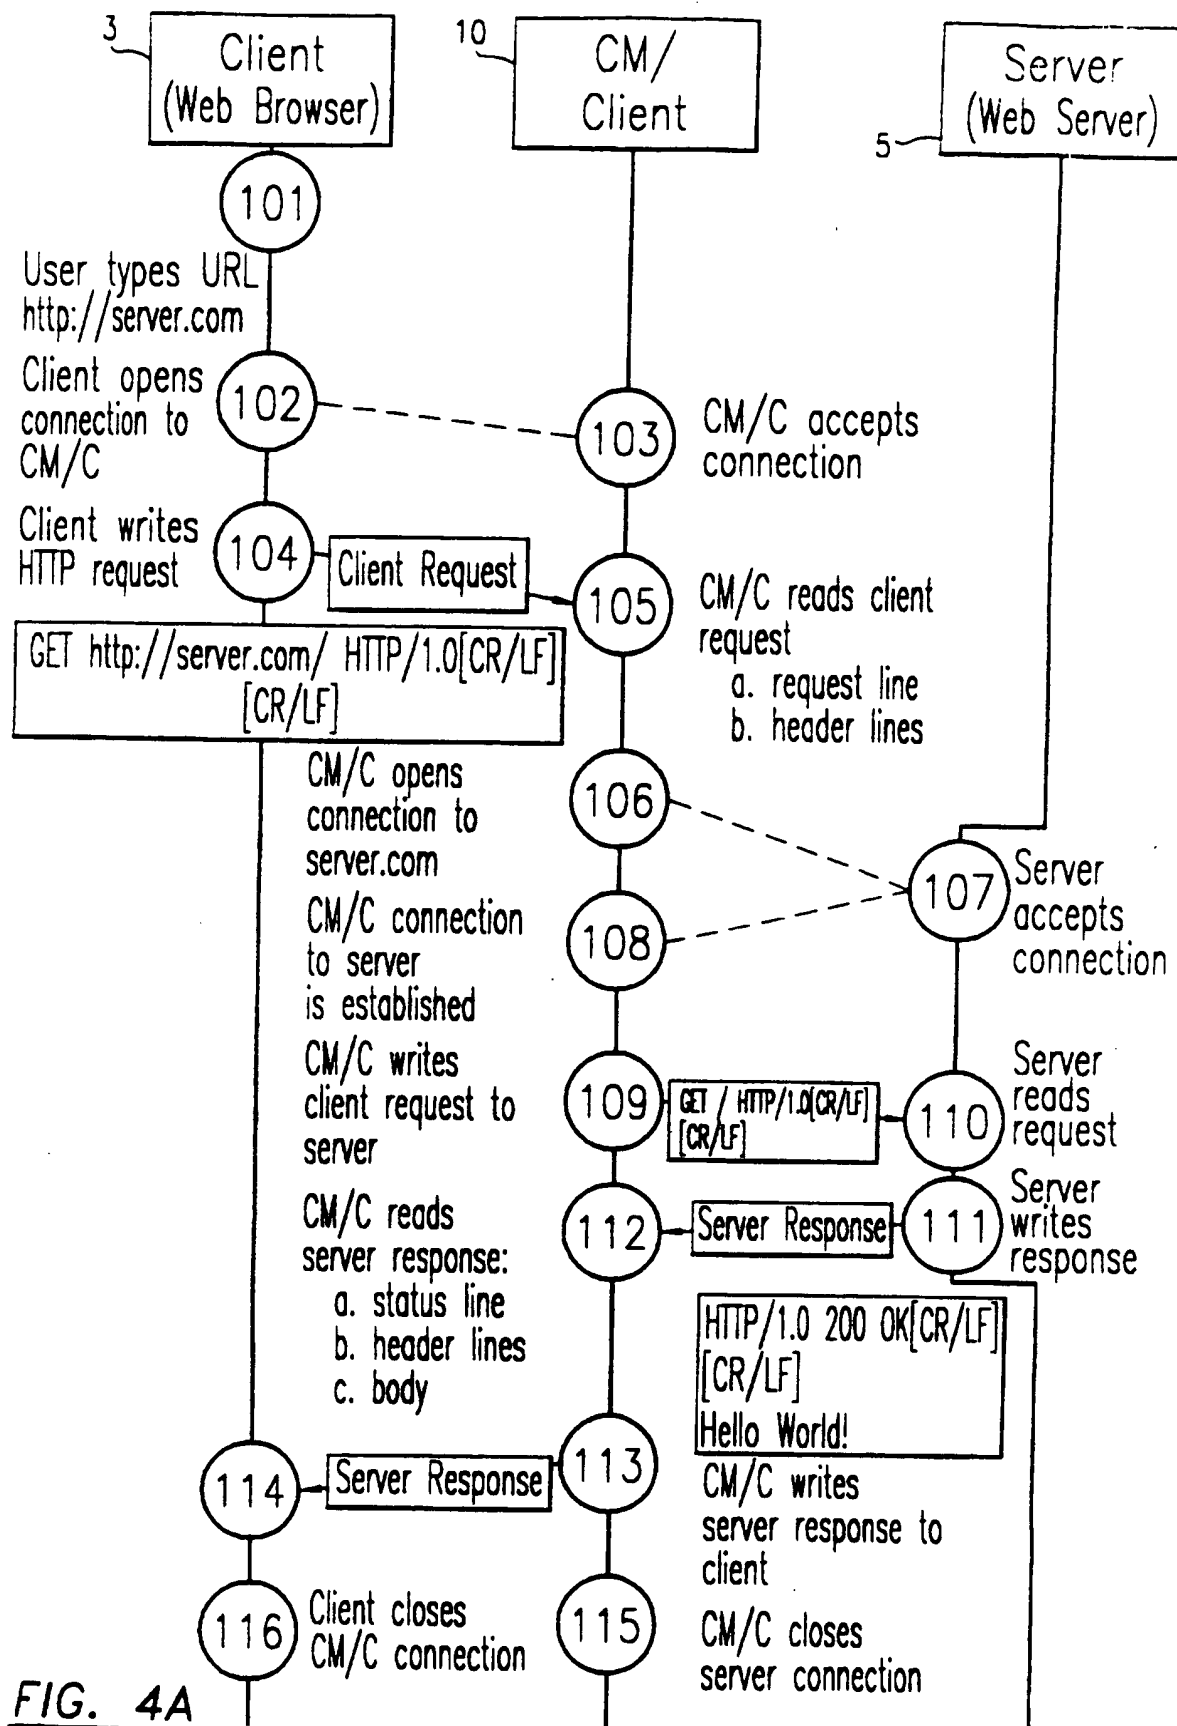 3
Client
(Web Browser)
10
CM/
Client
Server
(Web Server)
5
101
User types URL
http://server.com
Client opens
connection to
CM/C
102
103
CM/C accepts
connection
Client writes
HTTP request
104
Client Request
105
CM/C reads client
request
a. request line
b. header lines
GET http://server.com/ HTTP/1.0[CR/LF]
[CR/LF]
CM/C opens
connection to
server.com
106
107
Server
accepts
connection
CM/C connection
to server
is established
108
CM/C writes
client request to
server
109
GET / HTTP/1.0[CR/LF]
[CR/LF]
110
Server
reads
request
CM/C reads
server response:
a. status line
b. header lines
c. body
112
Server Response
111
Server
writes
response
HTTP/1.0 200 OK[CR/LF]
[CR/LF]
Hello World!
114
Server Response
113
CM/C writes
server response to
client
116
Client closes
CM/C connection
115
CM/C closes
server connection
FIG. 4A